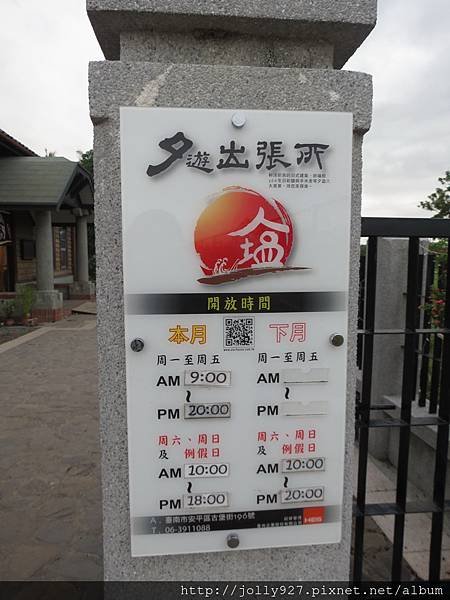 夕遊出張所
入塩
開放時間
本月 下月
周一至周五 周一至周五
AM 9:00 AM
~ ~
PM 20:00 PM
周六、周日 周六、周日
及 例假日 及 例假日
AM 10:00 AM 10:00
~ ~
PM 18:00 PM 20:00
A. 臺南市安平區古堡街196號
T. 06-3911088
HES
http://jolly927.pixnet.net/album